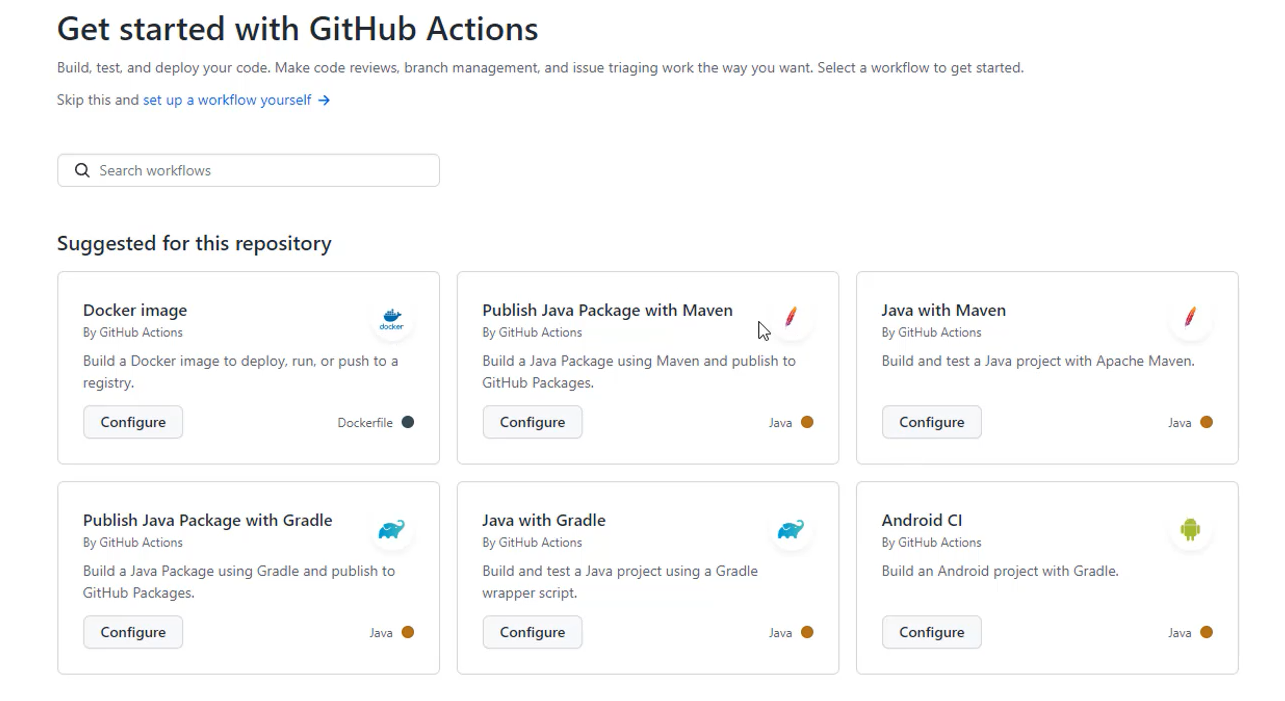 Get started with GitHub Actions
Build, test, and deploy your code. Make code reviews, branch management, and issue triaging work the way you want. Select a workflow to get started.
Skip this and set up a workflow yourself →
Search workflows
Suggested for this repository
Docker image
By GitHub Actions
docker
Build a Docker image to deploy, run, or push to a
registry.
Configure
Dockerfile
Publish Java Package with Maven
By GitHub Actions
Build a Java Package using Maven and publish to
GitHub Packages.
Configure
Java
Java with Maven
By GitHub Actions
Build and test a Java project with Apache Maven.
Configure
Java
Publish Java Package with Gradle
By GitHub Actions
Build a Java Package using Gradle and publish to
GitHub Packages.
Configure
Java
Java with Gradle
By GitHub Actions
Build and test a Java project using a Gradle
wrapper script.
Configure
Java
Android CI
By GitHub Actions
Build an Android project with Gradle.
Configure
Java